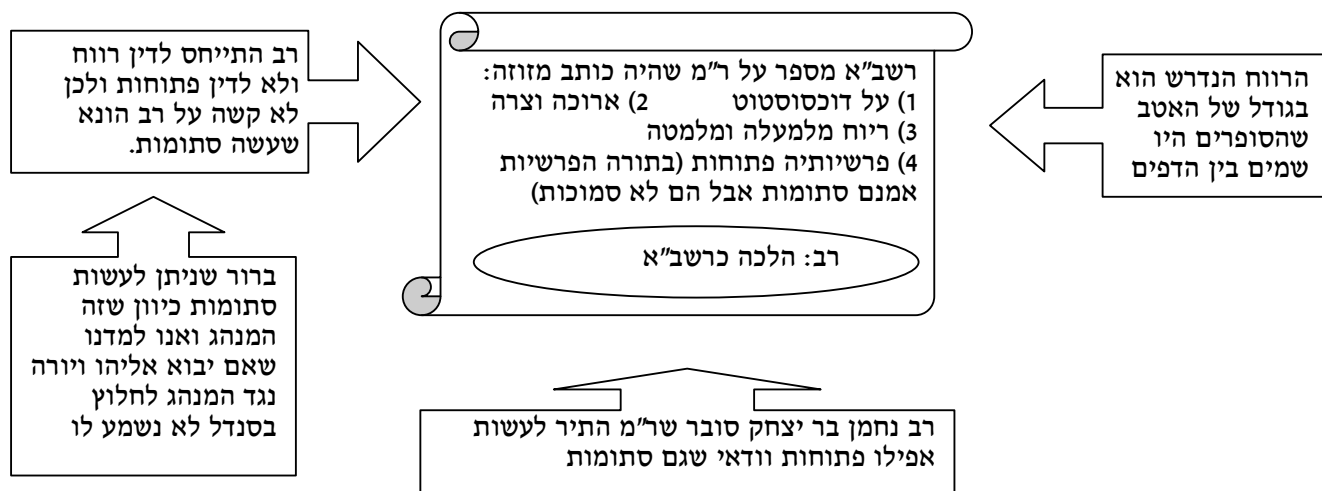 רשב"א מספר על ר"מ שהיה כותב מזוזה:
1) על דוכסוסטוט 2) ארוכה וצרה
3) ריוח מלמעלה ומלמטה
4) פרשיותיה פתוחות (בתורה הפרשיות
אמנם סתומות אבל הם לא סמוכות)
רב: הלכה כרשב"א
הרווח הנדרש הוא
בגודל של האטב
שהסופרים היו
שמים בין הדפים
רב התייחס לדין רווח
ולא לדין פתוחות ולכן
לא קשה על רב הונא
שעשה סתומות.
ברור שניתן לעשות
סתומות כיוון שזה
המנהג ואנו למדנו
שאם יבוא אליהו ויורה
נגד המנהג לחלוץ
בסנדל לא נשמע לו
רב נחמן בר יצחק סובר שר"מ התיר לעשות
אפילו פתוחות וודאי שגם סתומות